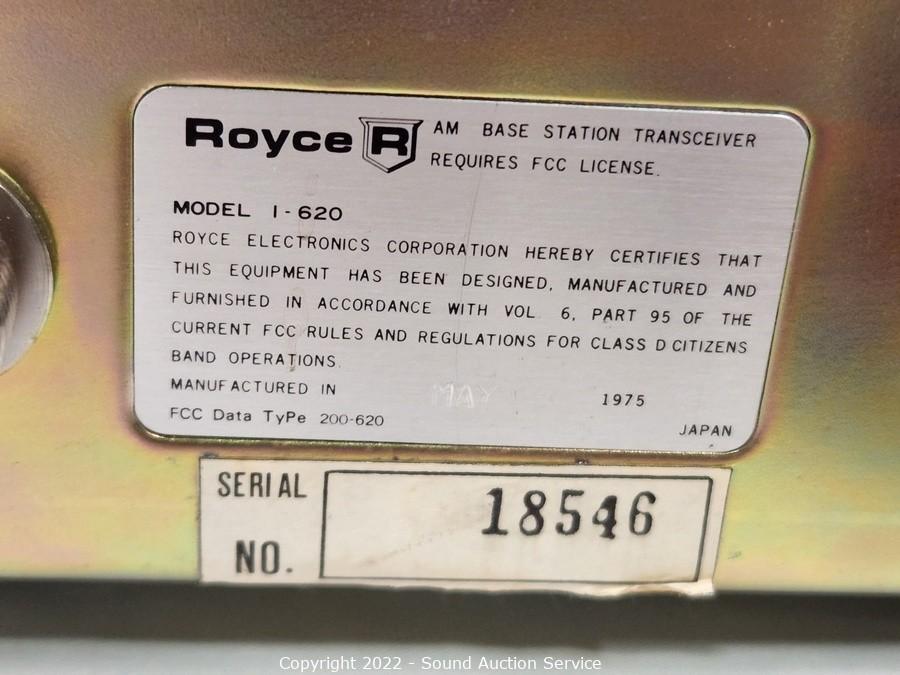 Royce R AM BASE STATION TRANSCEIVER
REQUIRES FCC LICENSE.
MODEL I-620
ROYCE ELECTRONICS CORPORATION HEREBY CERTIFIES THAT
THIS EQUIPMENT HAS BEEN DESIGNED, MANUFACTURED AND
FURNISHED IN ACCORDANCE WITH VOL. 6, PART 95 OF THE
CURRENT FCC RULES AND REGULATIONS FOR CLASS D CITIZENS
BAND OPERATIONS.
MANUFACTURED IN MAY 1975
FCC Data TyPe 200-620 JAPAN
SERIAL NO. 18546
Copyright 2022 - Sound Auction Service